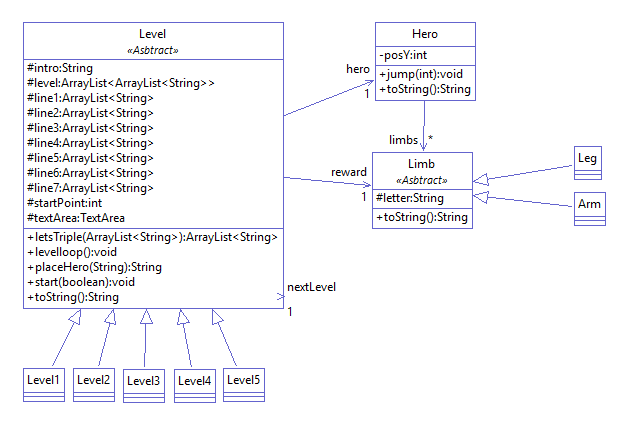 Level
«Asbtract»
#intro:String
#level:ArrayList<ArrayList<String>>
#line1:ArrayList<String>
#line2:ArrayList<String>
#line3:ArrayList<String>
#line4:ArrayList<String>
#line5:ArrayList<String>
#line6:ArrayList<String>
#line7:ArrayList<String>
#startPoint:int
#textArea:TextArea
+letsTriple(ArrayList<String>):ArrayList<String>
+levelloop():void
+placeHero(String):String
+start(boolean):void
+toString():String
nextLevel
1
hero
1
Hero
-posY:int
+jump(int):void
+toString():String
limbs
*
reward
1
Limb
«Asbtract»
#letter:String
+toString():String
Leg
Arm
Level1
Level2
Level3
Level4
Level5